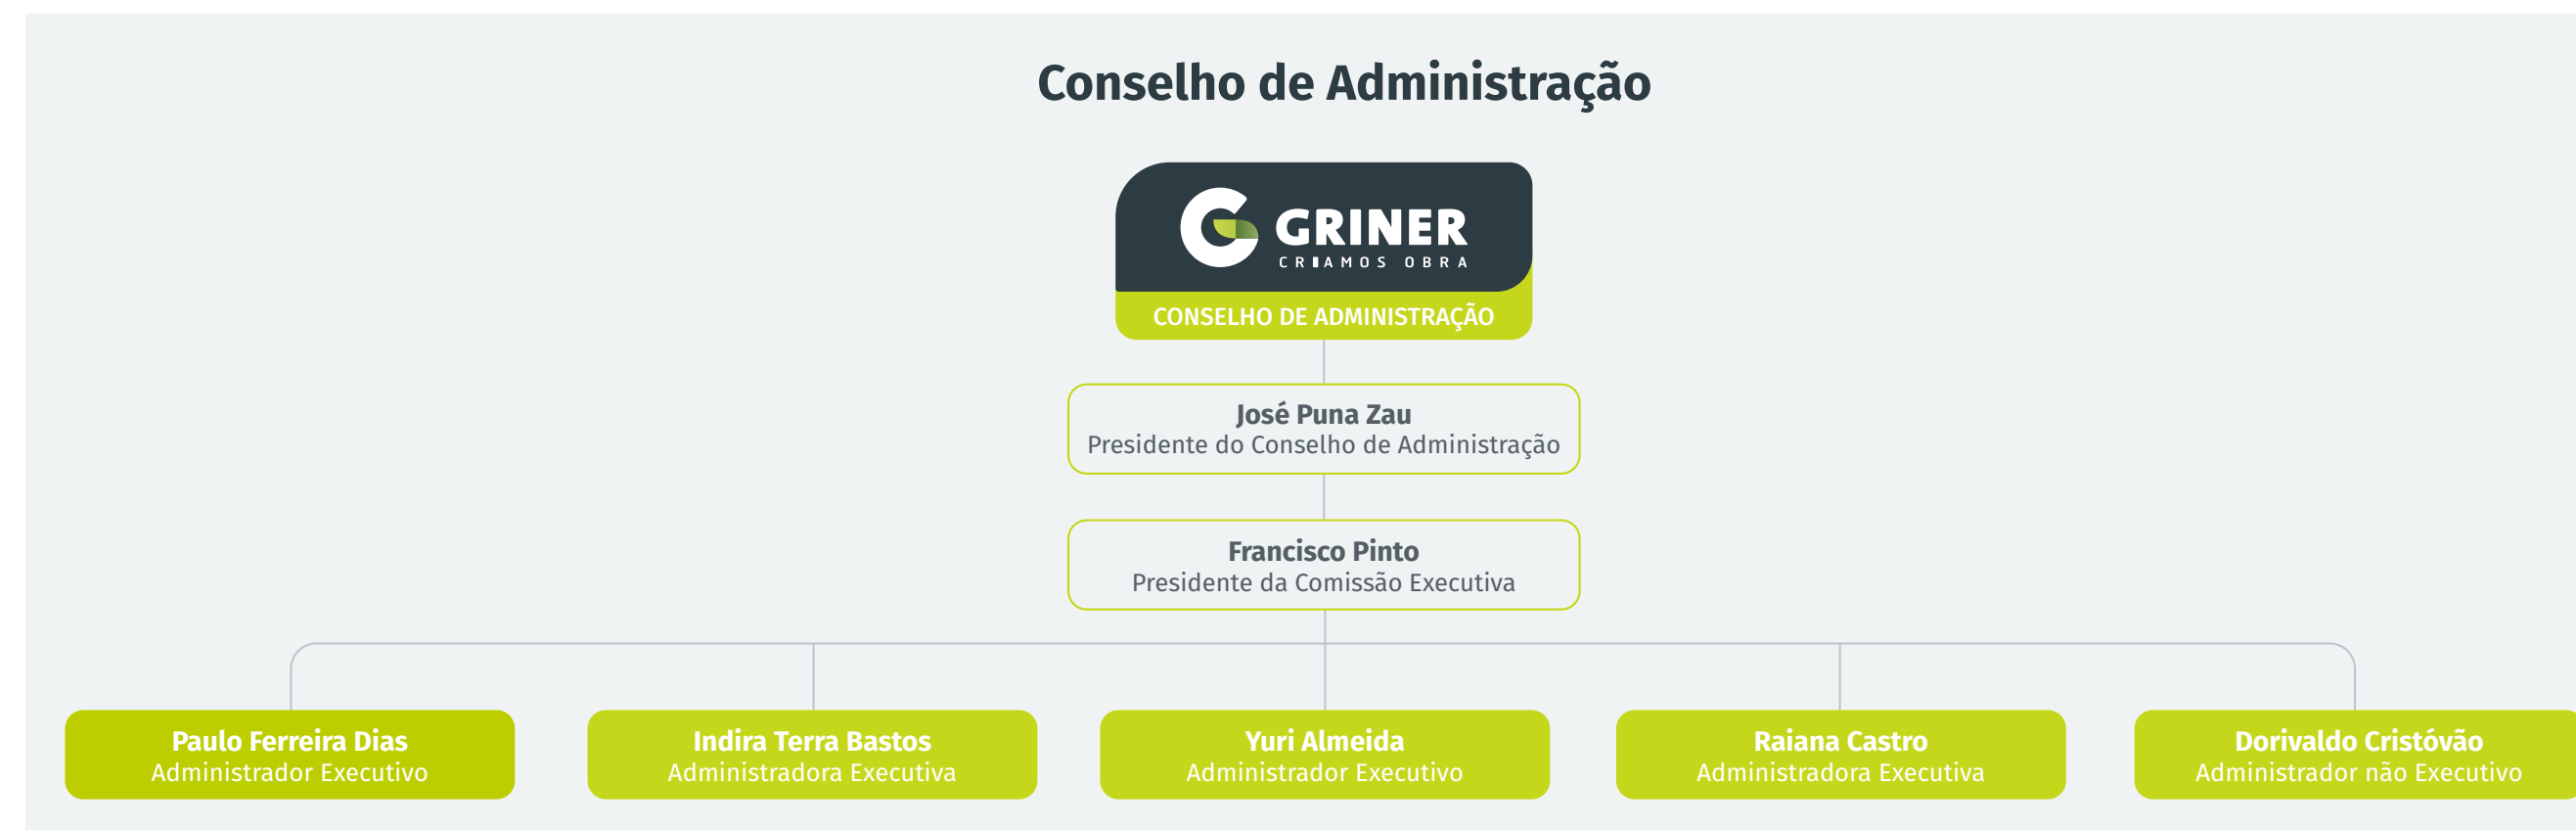 Conselho de Administração
GRINER
CRIAMOS OBRA
CONSELHO DE ADMINISTRAÇÃO
José Puna Zau
Presidente do Conselho de Administração
Francisco Pinto
Presidente da Comissão Executiva
Paulo Ferreira Dias
Administrador Executivo
Indira Terra Bastos
Administradora Executiva
Yuri Almeida
Administrador Executivo
Raiana Castro
Administradora Executiva
Dorivaldo Cristóvão
Administrador não Executivo